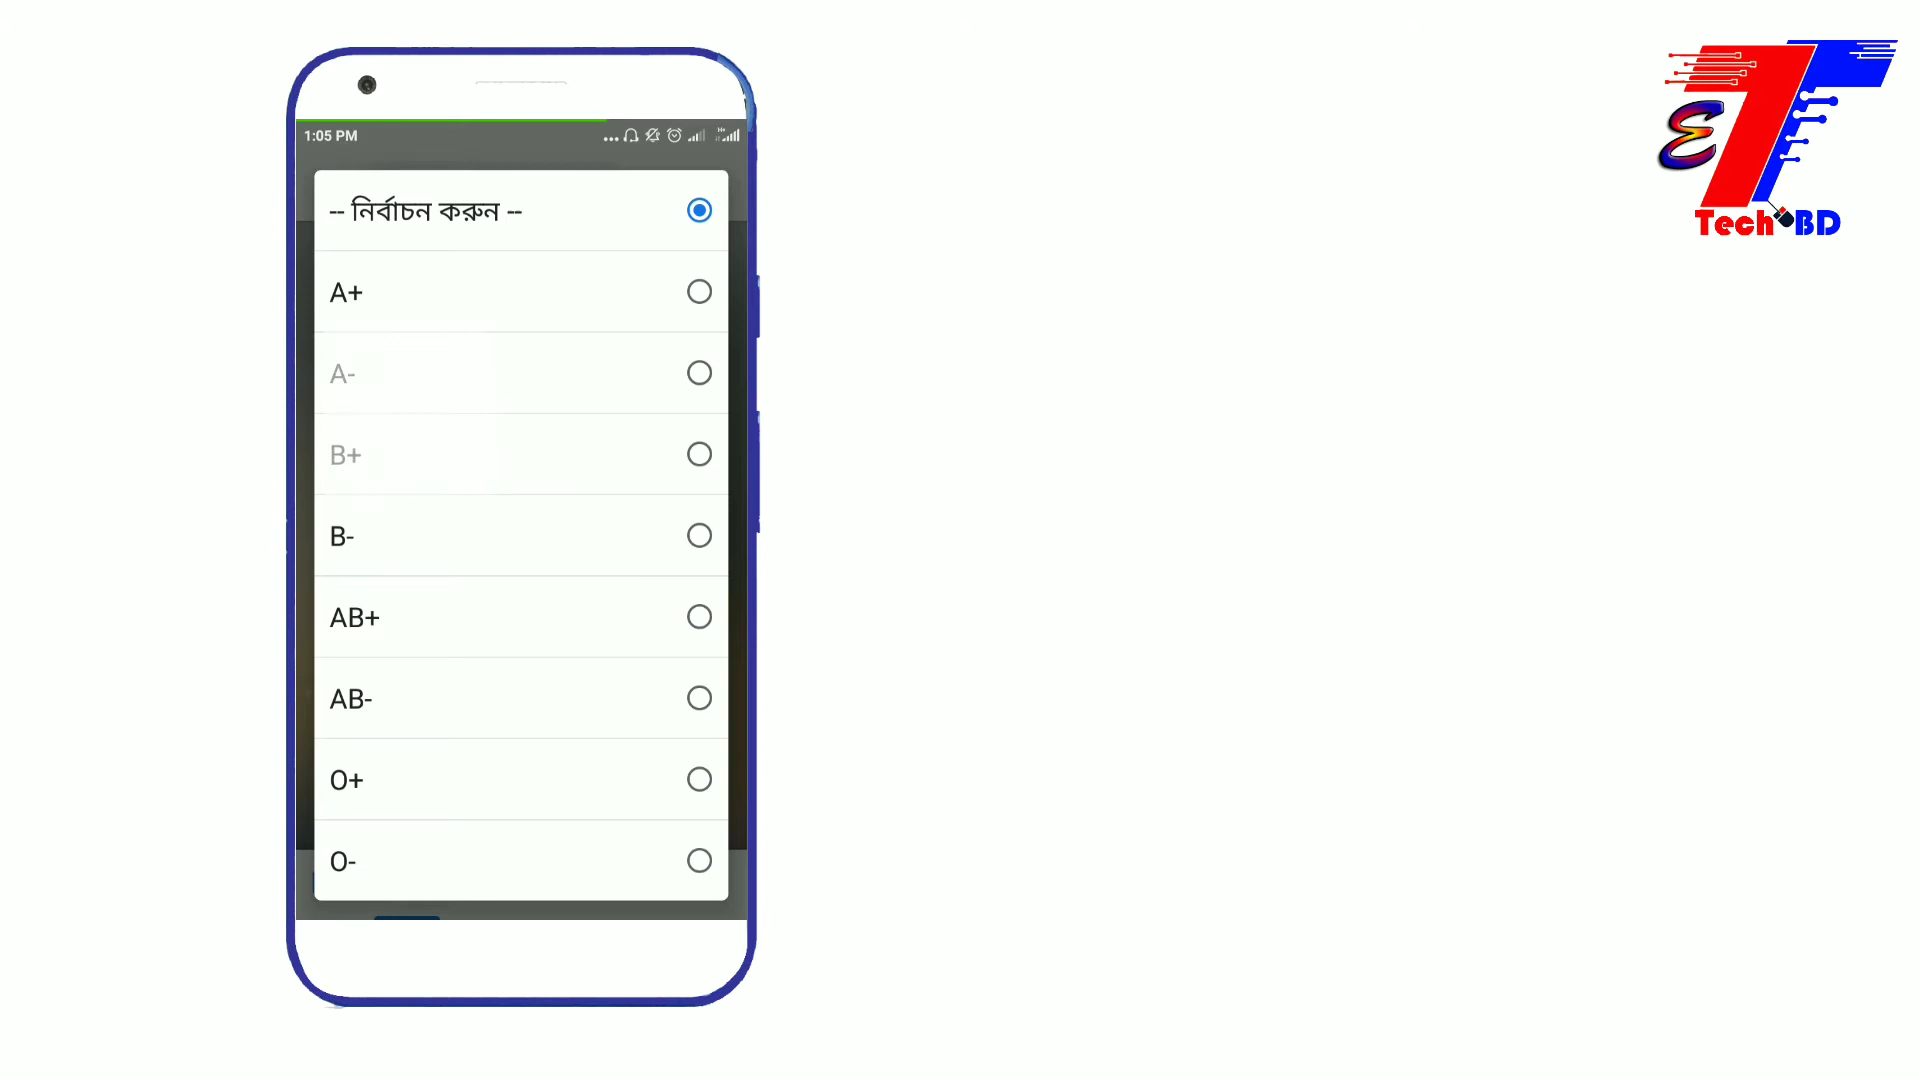 1:05 PM
-- নির্বাচন করুন --
A+
A-
B+
B-
AB+
AB-
O+
O-
Tech BD